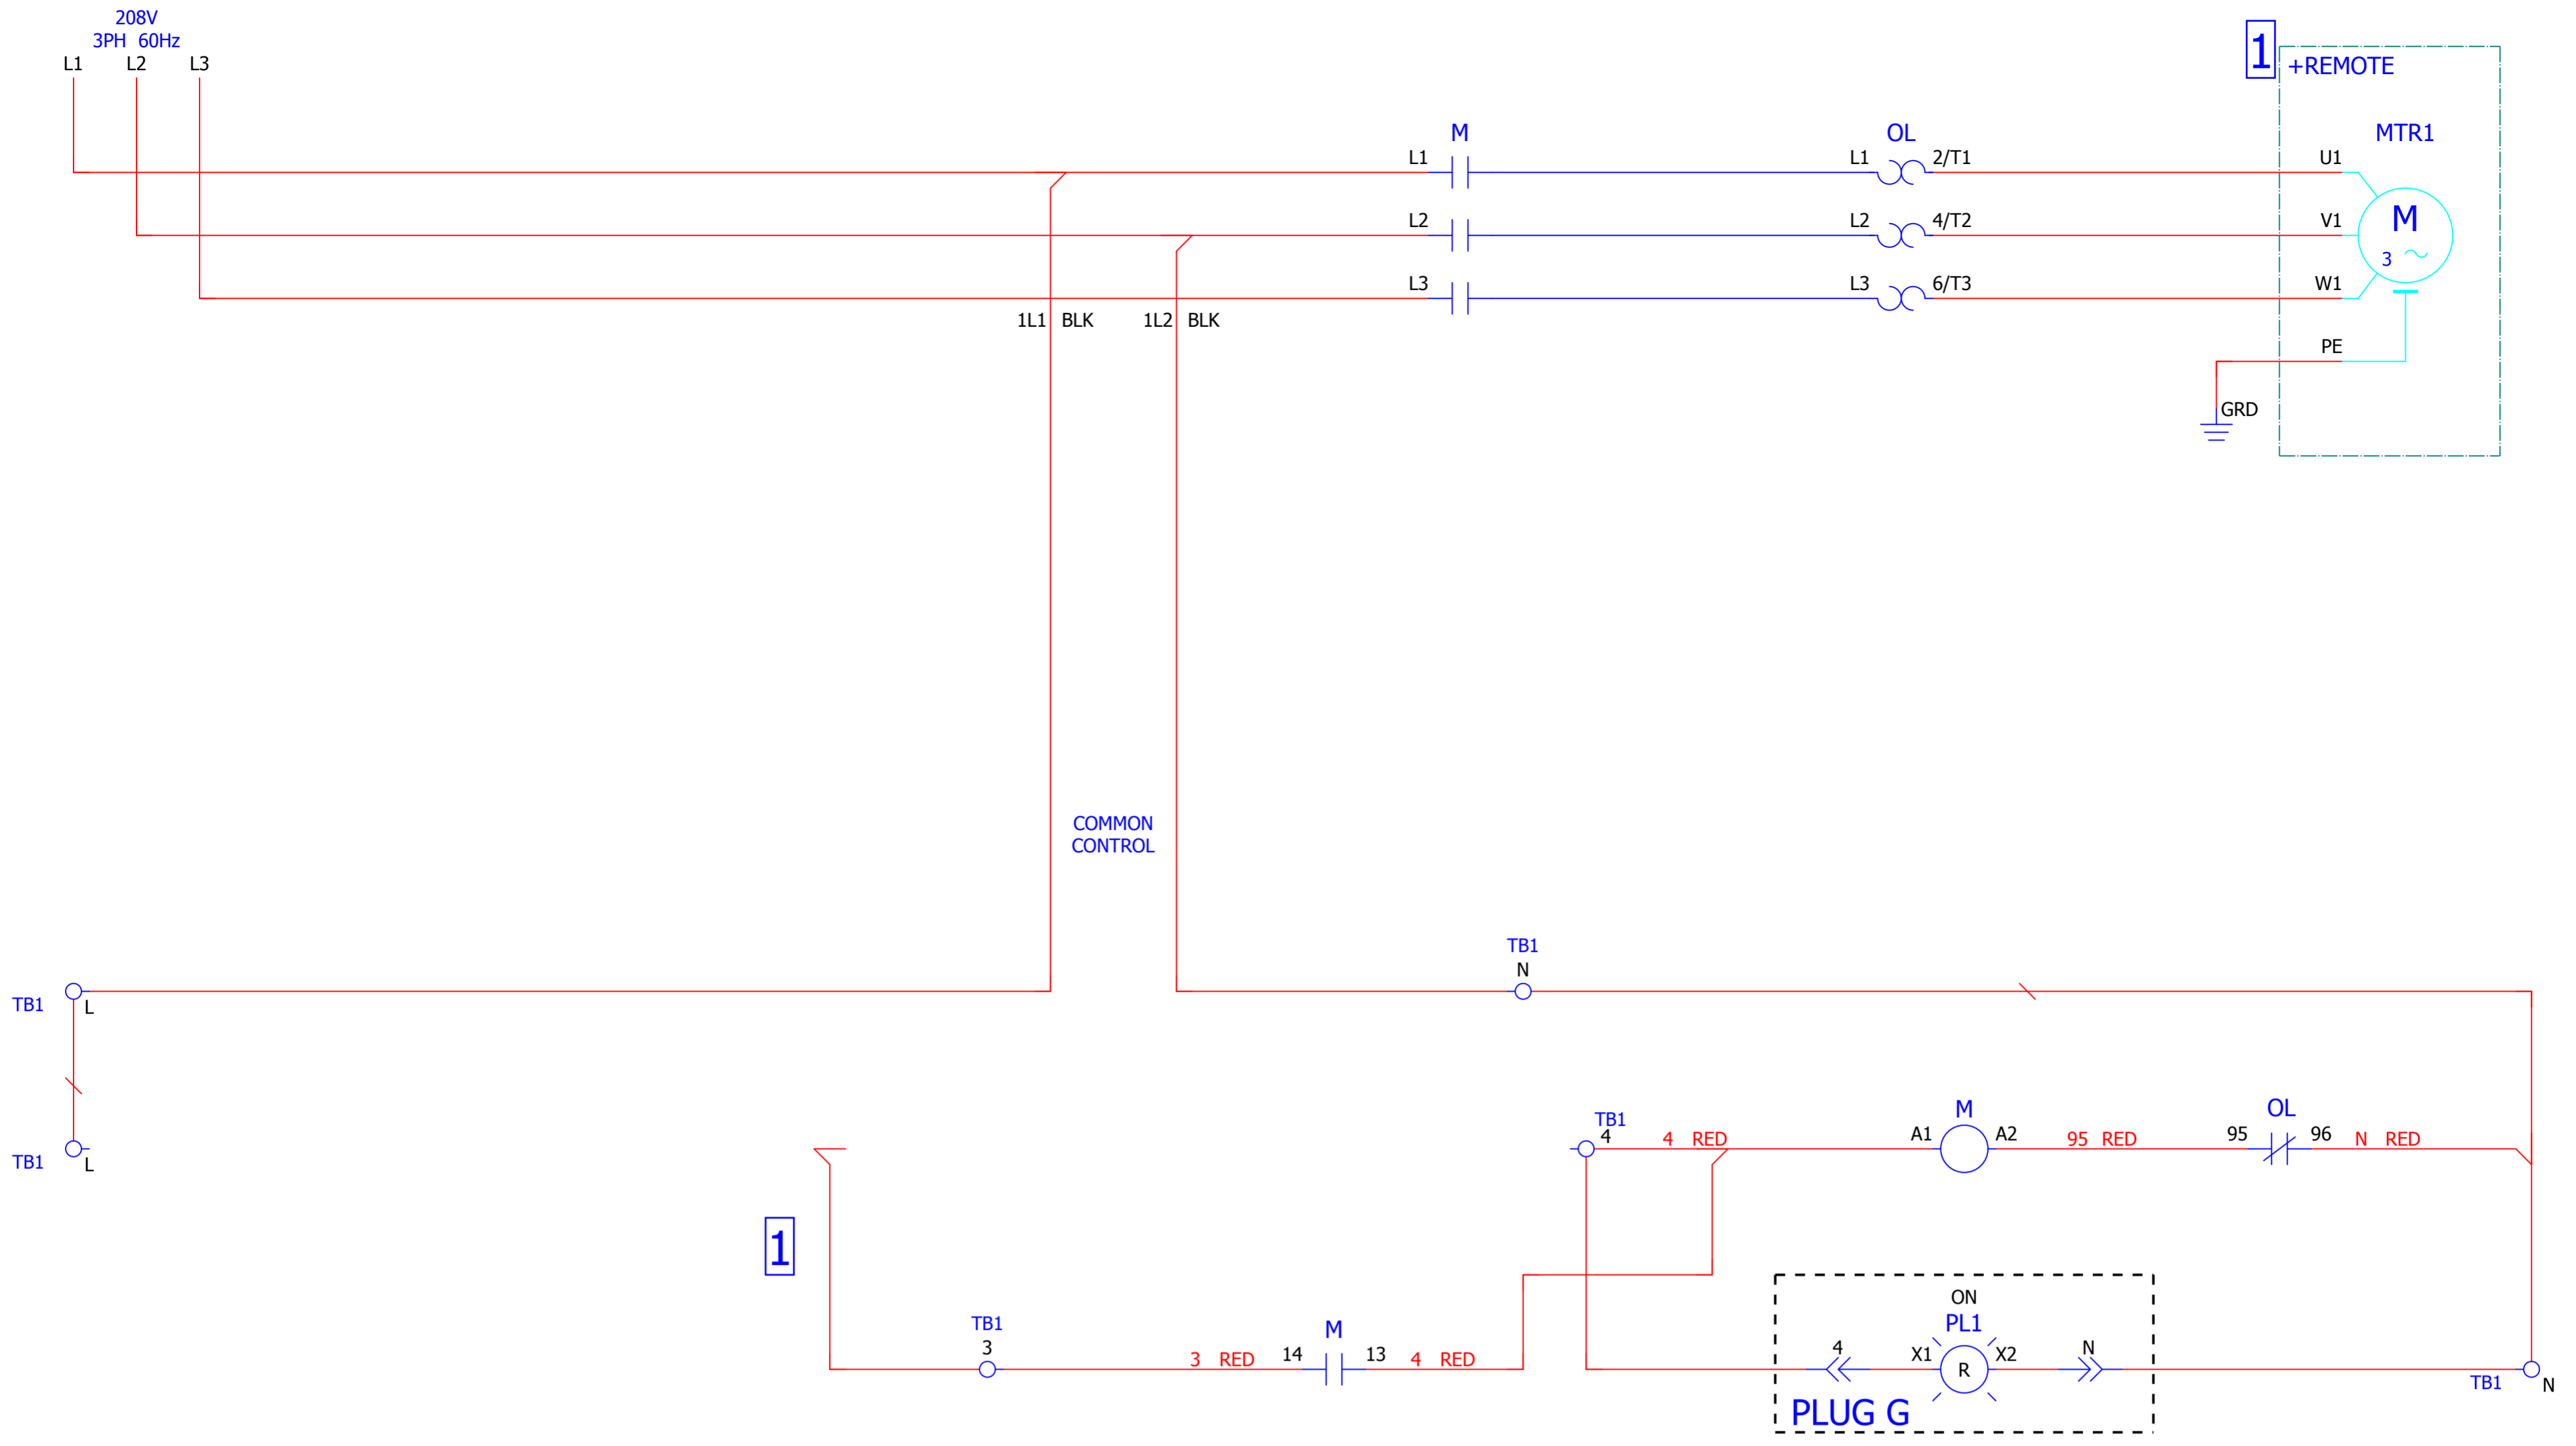 208V
3PH 60Hz
L1 L2 L3
1
+REMOTE
M OL MTR1
L1 L1 2/T1 U1
M
L2 L2 4/T2 V1
3
L3 L3 6/T3 W1
1L1 BLK 1L2 BLK
PE
GRD
COMMON
CONTROL
TB1
N
TB1 L
TB1
4
M OL
4 RED A1 A2 95 RED 95 96 N RED
TB1 L
1
ON
TB1 M PL1
3
3 RED 14 13 4 RED 4 X1 R X2 N
TB1 N
PLUG G